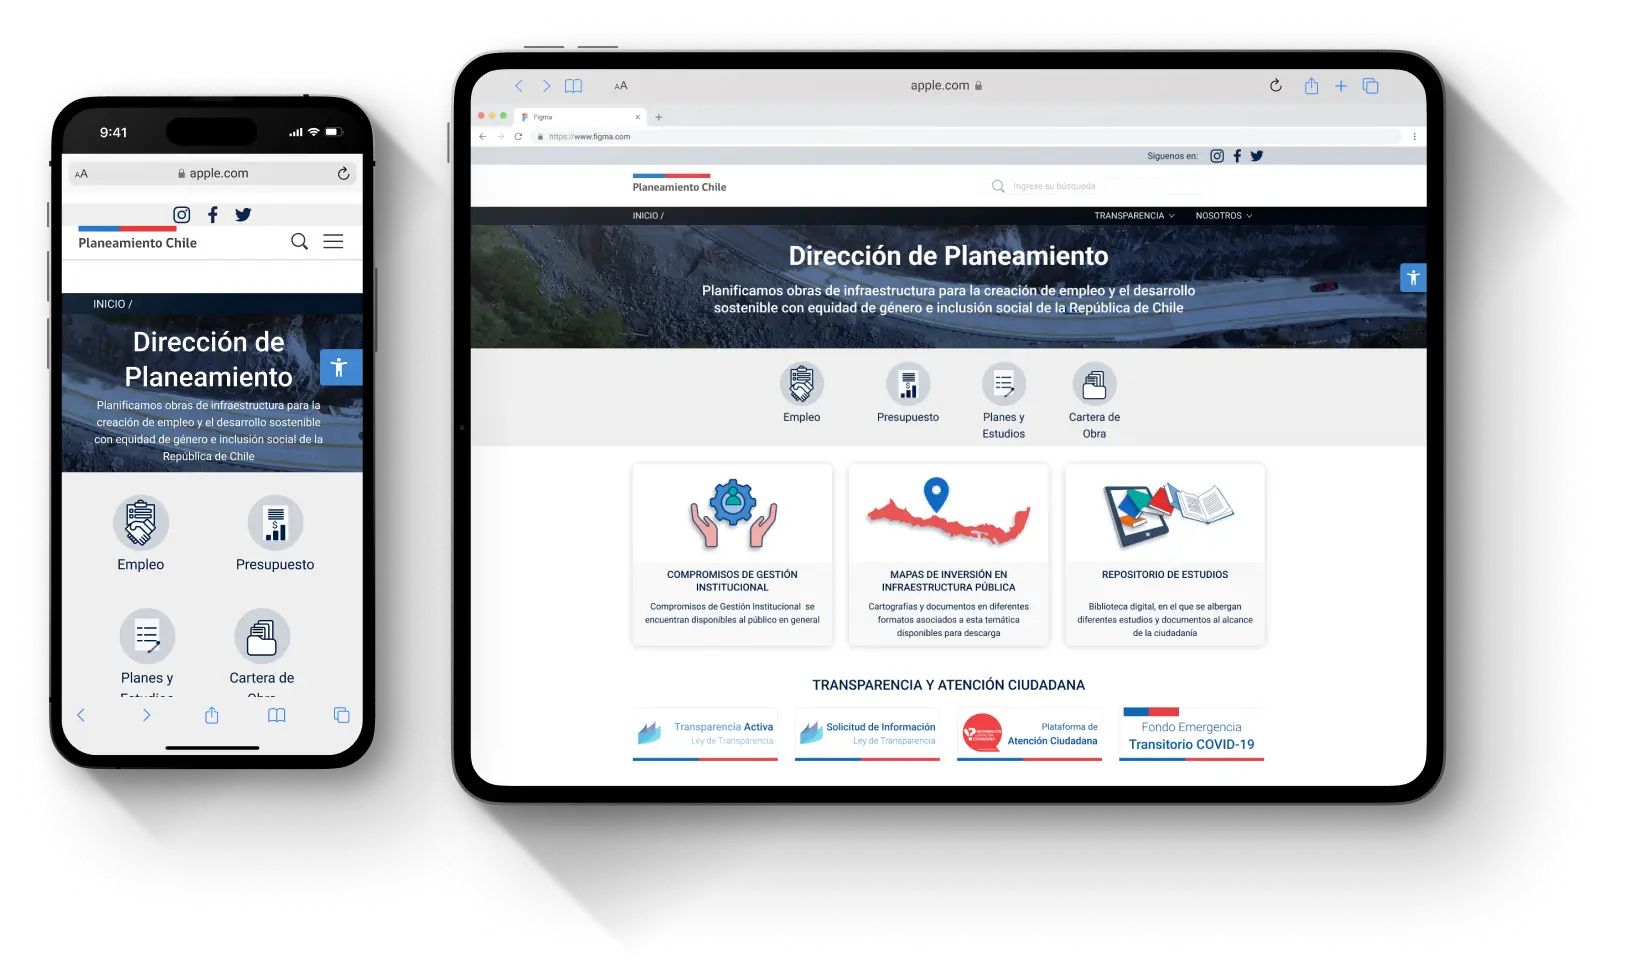 9:41
AA
apple.com
Planeamiento Chile
INICIO /
Dirección de
Planeamiento
Planificamos obras de infraestructura para la
creación de empleo y el desarrollo sostenible
con equidad de género e inclusión social de la
República de Chile
Empleo
Presupuesto
Planes y
Estudios
Cartera de
Obra
AA
apple.com
Figma
https://www.figma.com
Siguenos en:
Planeamiento Chile
Ingrese su búsqueda
INICIO /
TRANSPARENCIA
NOSOTROS
Dirección de Planeamiento
Planificamos obras de infraestructura para la creación de empleo y el desarrollo
sostenible con equidad de género e inclusión social de la República de Chile
Empleo
Presupuesto
Planes y
Estudios
Cartera de
Obra
COMPROMISOS DE GESTIÓN
INSTITUCIONAL
Compromisos de Gestión Institucional se
encuentran disponibles al público en general
MAPAS DE INVERSIÓN EN
INFRAESTRUCTURA PÚBLICA
Cartografías y documentos en diferentes
formatos asociados a esta temática
disponibles para descarga
REPOSITORIO DE ESTUDIOS
Biblioteca digital, en el que se albergan
diferentes estudios y documentos al alcance
de la ciudadanía
TRANSPARENCIA Y ATENCIÓN CIUDADANA
Transparencia Activa
Ley de Transparencia
Solicitud de Información
Ley de Transparencia
Plataforma de
Atención Ciudadana
Fondo Emergencia
Transitorio COVID-19